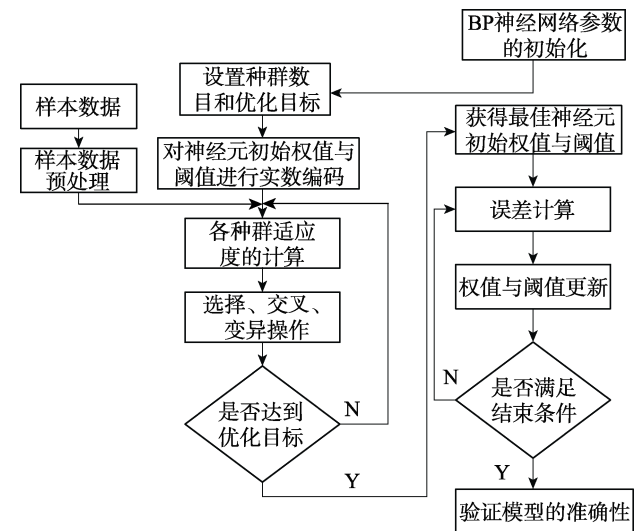 BP神经网络参数
的初始化
设置种群数
目和优化目标
样本数据
对神经元初始权值与
阈值进行实数编码
样本数据
预处理
各种群适应
度的计算
选择、交叉、
变异操作
是否达到
优化目标
N
Y
获得最佳神经元
初始权值与阈值
误差计算
权值与阈值更新
是否满足
结束条件
N
Y
验证模型的准确性